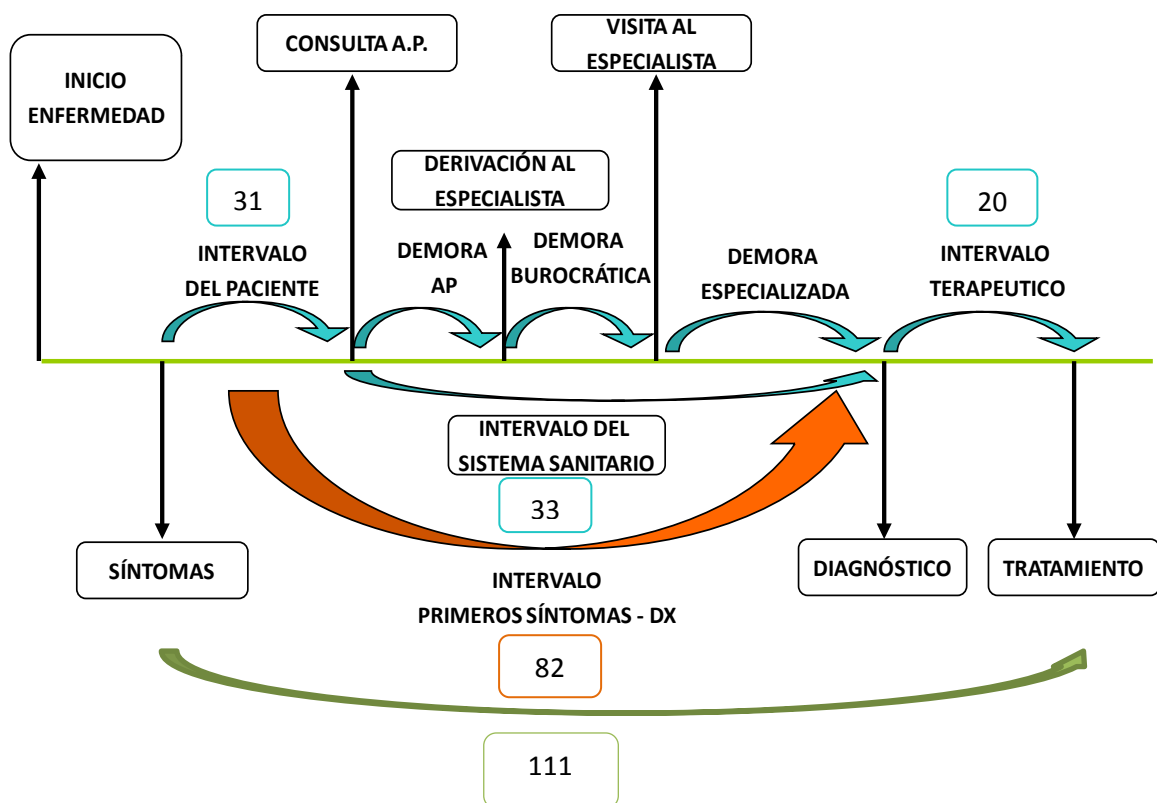 CONSULTA A.P.
VISITA AL
ESPECIALISTA
INICIO
ENFERMEDAD
DERIVACIÓN AL
ESPECIALISTA
31
20
INTERVALO
DEL PACIENTE
DEMORA
AP
DEMORA
BUROCRÁTICA
DEMORA
ESPECIALIZADA
INTERVALO
TERAPEUTICO
INTERVALO DEL
SISTEMA SANITARIO
33
SÍNTOMAS
DIAGNÓSTICO
TRATAMIENTO
INTERVALO
PRIMEROS SÍNTOMAS - DX
82
111